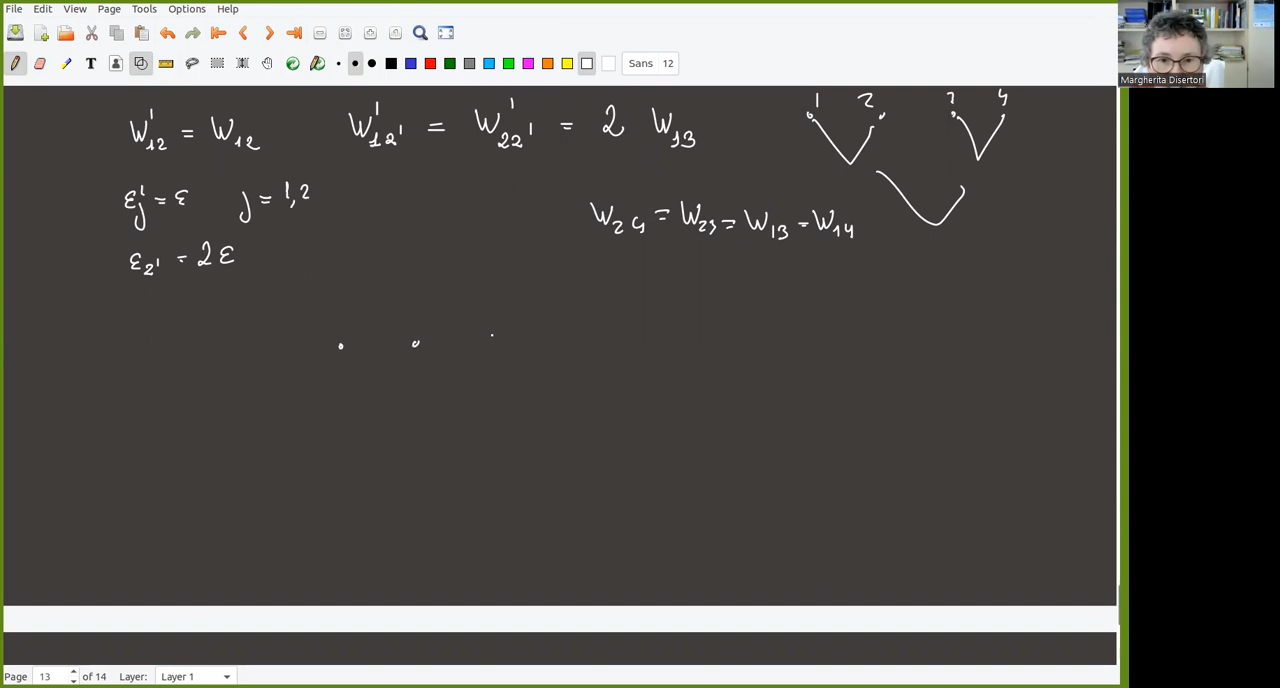 File Edit View Page Tools Options Help
Sans 12
Margherita Disertori
W'₁₂ = W₁₂ W'₁₂' = W'₂₂' = 2 W₁₃
1 2 3 4
ε'ⱼ = ε j = 1,2
W₂₄ = W₂₃ = W₁₃ = W₁₄
ε₂' = 2ε
Page 13 of 14 Layer: Layer 1